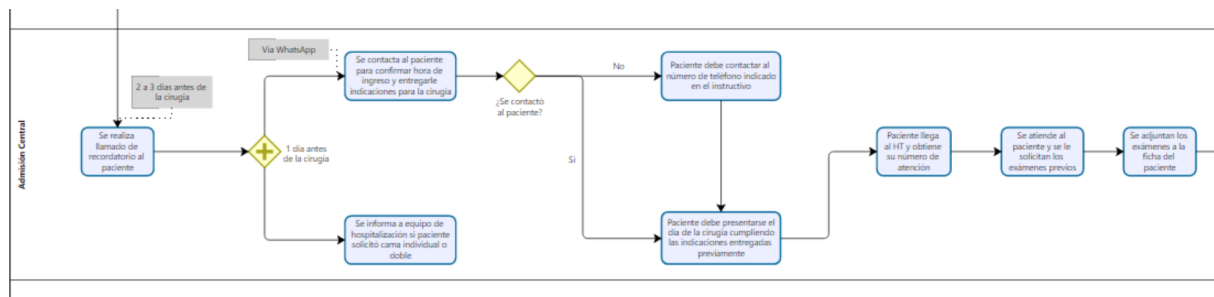 Admisión Central
2 a 3 días antes de
la cirugía
Se realiza
llamado de
recordatorio al
paciente
1 día antes
de la cirugía
Vía WhatsApp
Se contacta al paciente
para confirmar hora de
ingreso y entregarle
indicaciones para la cirugía
Se informa a equipo de
hospitalización si paciente
solicitó cama individual o
doble
¿Se contactó
al paciente?
No
Si
Paciente debe contactar al
número de teléfono indicado
en el instructivo
Paciente debe presentarse el
día de la cirugía cumpliendo
las indicaciones entregadas
previamente
Paciente llega
al HT y obtiene
su número de
atención
Se atiende al
paciente y se le
solicitan los
exámenes previos
Se adjuntan los
exámenes a la
ficha del
paciente